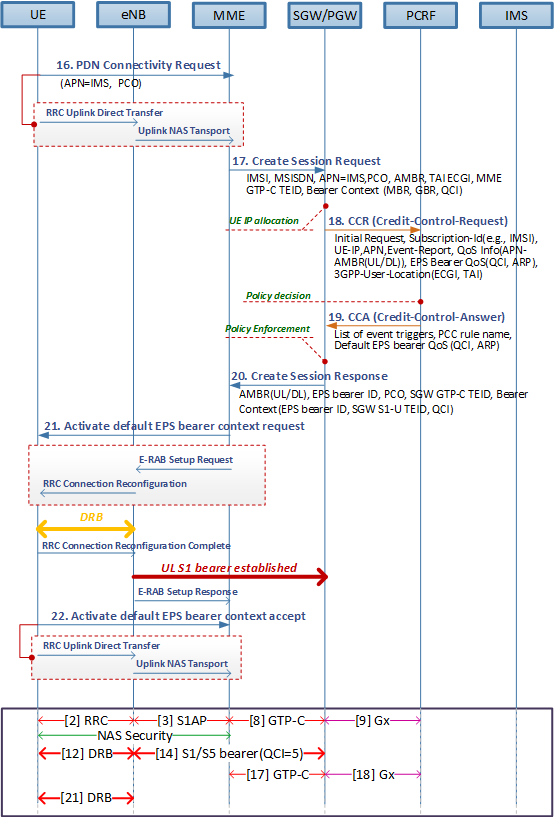 UE eNB MME SGW/PGW PCRF IMS
16. PDN Connectivity Request
(APN=IMS, PCO)
RRC Uplink Direct Transfer
Uplink NAS Tansport
17. Create Session Request
IMSI, MSISDN, APN=IMS,PCO, AMBR, TAI ECGI, MME
GTP-C TEID, Bearer Context (MBR, GBR, QCI)
UE IP allocation
18. CCR (Credit-Control-Request)
Initial Request, Subscription-Id(e.g., IMSI),
UE-IP,APN,Event-Report, QoS Info(APN-
AMBR(UL/DL)), EPS Bearer QoS(QCI, ARP),
3GPP-User-Location(ECGI, TAI)
Policy decision
19. CCA (Credit-Control-Answer)
Policy Enforcement
List of event triggers, PCC rule name,
Default EPS bearer QoS (QCI, ARP)
20. Create Session Response
AMBR(UL/DL), EPS bearer ID, PCO, SGW GTP-C TEID, Bearer
Context(EPS bearer ID, SGW S1-U TEID, QCI)
21. Activate default EPS bearer context request
E-RAB Setup Request
RRC Connection Reconfiguration
DRB
RRC Connection Reconfiguration Complete
UL S1 bearer established
E-RAB Setup Response
22. Activate default EPS bearer context accept
RRC Uplink Direct Transfer
Uplink NAS Tansport
[2] RRC [3] S1AP [8] GTP-C [9] Gx
NAS Security
[12] DRB [14] S1/S5 bearer(QCI=5)
[17] GTP-C [18] Gx
[21] DRB